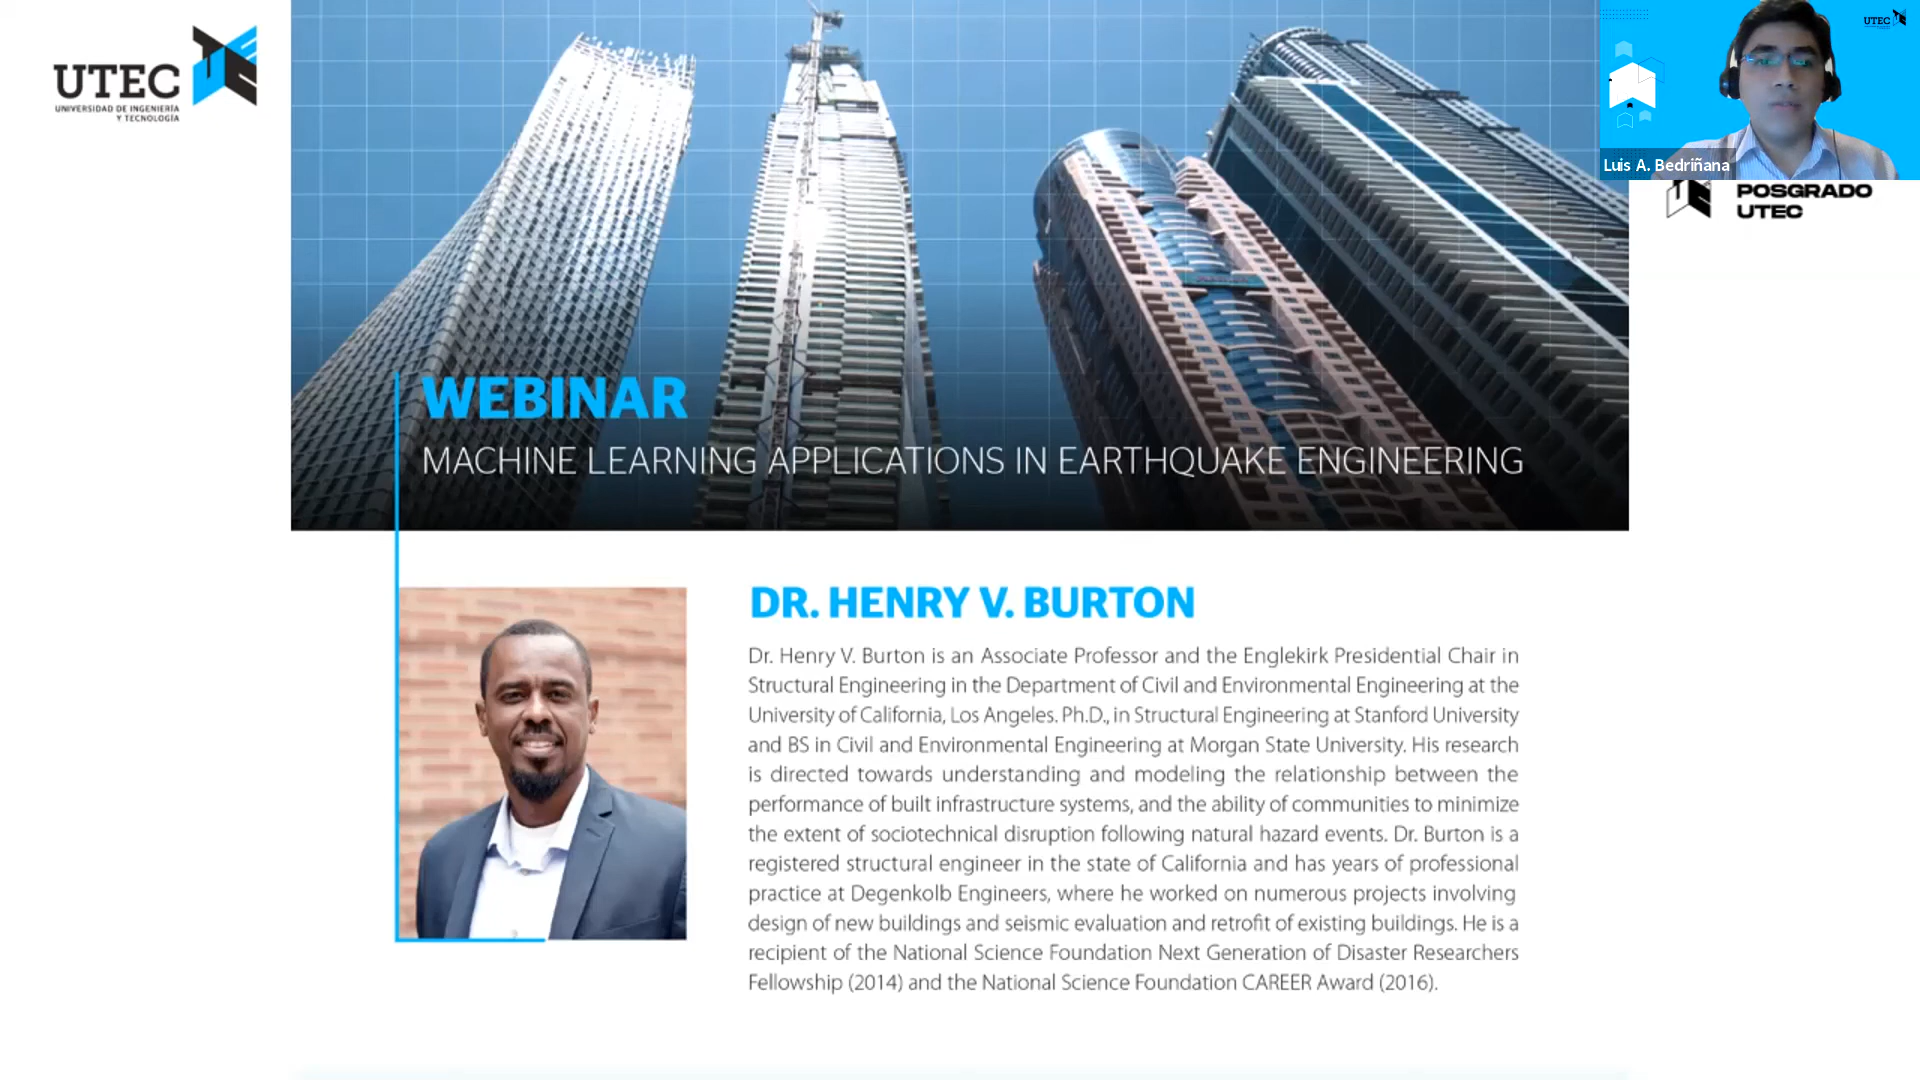 UTEC
UNIVERSIDAD DE INGENIERÍA
Y TECNOLOGÍA
UTEC
Luis A. Bedriñana
POSGRADO
UTEC
WEBINAR
MACHINE LEARNING APPLICATIONS IN EARTHQUAKE ENGINEERING
DR. HENRY V. BURTON
Dr. Henry V. Burton is an Associate Professor and the Englekirk Presidential Chair in
Structural Engineering in the Department of Civil and Environmental Engineering at the
University of California, Los Angeles. Ph.D., in Structural Engineering at Stanford University
and BS in Civil and Environmental Engineering at Morgan State University. His research
is directed towards understanding and modeling the relationship between the
performance of built infrastructure systems, and the ability of communities to minimize
the extent of sociotechnical disruption following natural hazard events. Dr. Burton is a
registered structural engineer in the state of California and has years of professional
practice at Degenkolb Engineers, where he worked on numerous projects involving
design of new buildings and seismic evaluation and retrofit of existing buildings. He is a
recipient of the National Science Foundation Next Generation of Disaster Researchers
Fellowship (2014) and the National Science Foundation CAREER Award (2016).